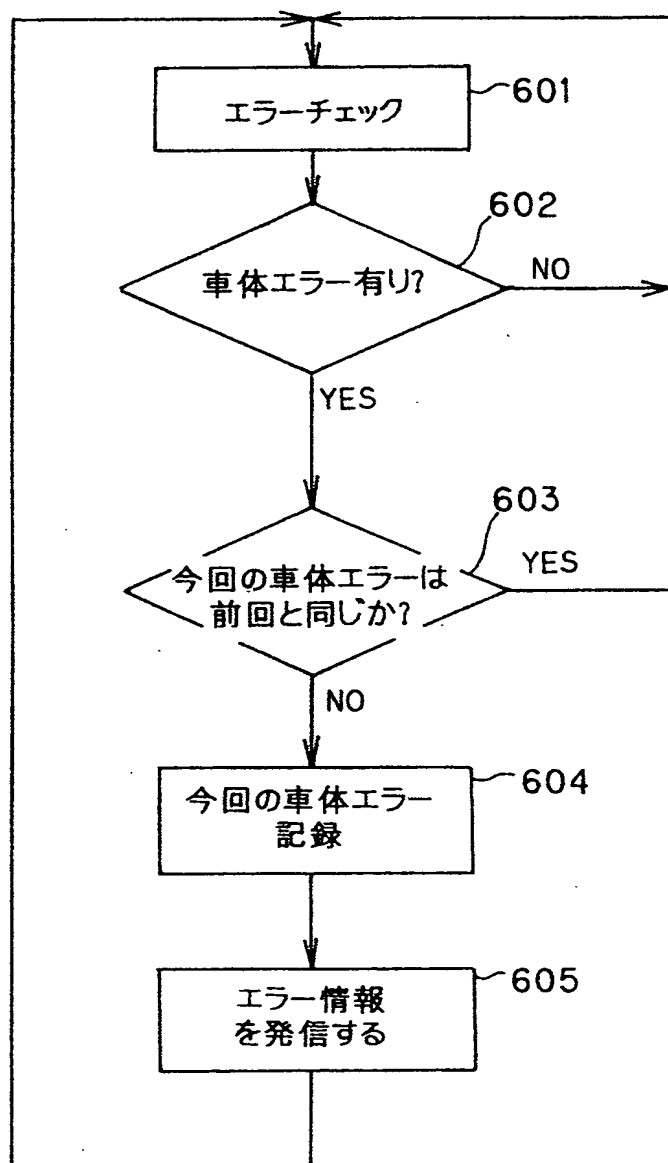 エラーチェック
601
602
車体エラー有り?
NO
YES
603
今回の車体エラーは
前回と同じか?
YES
NO
604
今回の車体エラー
記録
605
エラー情報
を発信する